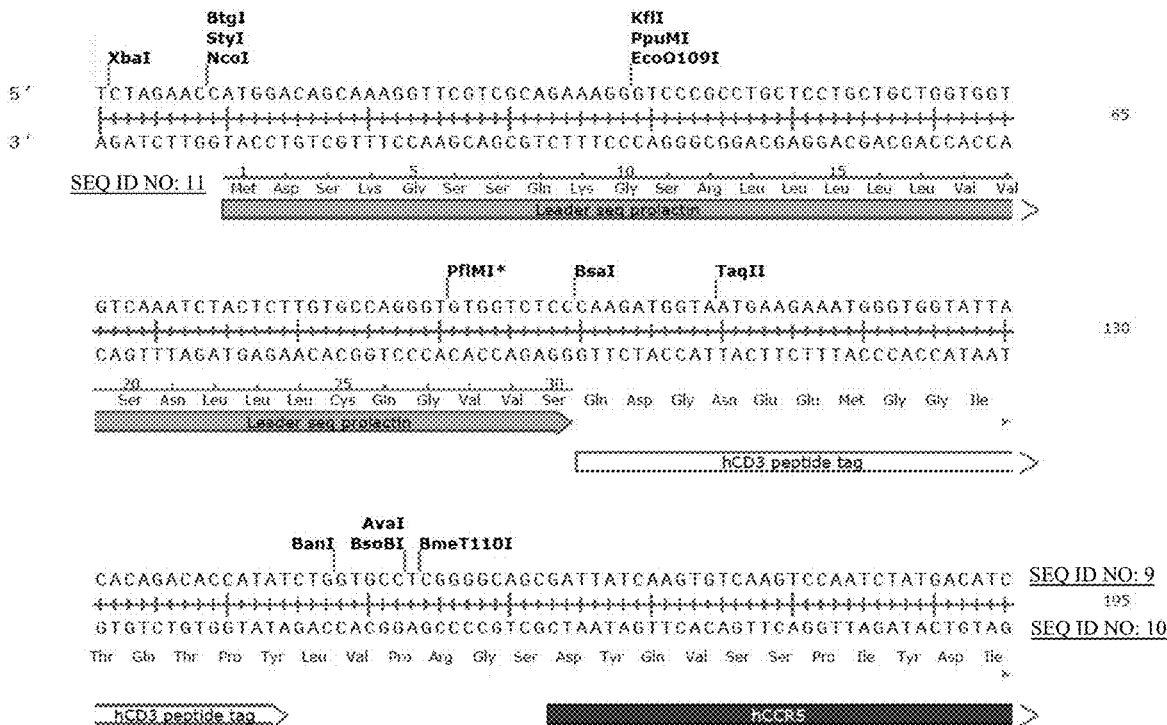 BtgI
StyI
XbaI NcoI
KflI
PpuMI
EcoO109I
5' TCTAGAACCATGGACAGCAAAGGTTCGTCGCAGAAAGGGTCCCGCCTGCTCCTGCTGCTGGTGGT
65
3' AGATCTTGGTACCTGTCGTTTCCAAGCAGCGTCTTTCCCAGGGCGGACGAGGACGACGACCACCA
1 5 10 15
SEQ ID NO: 11 Met Asp Ser Lys Gly Ser Ser Gln Lys Gly Ser Arg Leu Leu Leu Leu Leu Val Val
Leader seq prolactin
PflMI* BsaI TaqII
GTCAAATCTACTCTTGTGCCAGGGTGTGGTCTCCCAAGATGGTAATGAAGAAATGGGTGGTATTA
130
CAGTTTAGATGAGAACACGGTCCCACACCAGAGGGTTCTACCATTACTTCTTTACCCACCATAAT
20 25 30
Ser Asn Leu Leu Leu Cys Gln Gly Val Val Ser Gln Asp Gly Asn Glu Glu Met Gly Gly Ile
Leader seq prolactin
hCD3 peptide tag
AvaI
BanI BsoBI BmeT110I
CACAGACACCATATCTGGTGCCTCGGGGCAGCGATTATCAAGTGTCAAGTCCAATCTATGACATC SEQ ID NO: 9
195
GTGTCTGTGGTATAGACCACGGAGCCCCGTCGCTAATAGTTCACAGTTCAGGTTAGATACTGTAG SEQ ID NO: 10
Thr Gln Thr Pro Tyr Leu Val Pro Arg Gly Ser Asp Tyr Gln Val Ser Ser Pro Ile Tyr Asp Ile
hCD3 peptide tag hCCR5